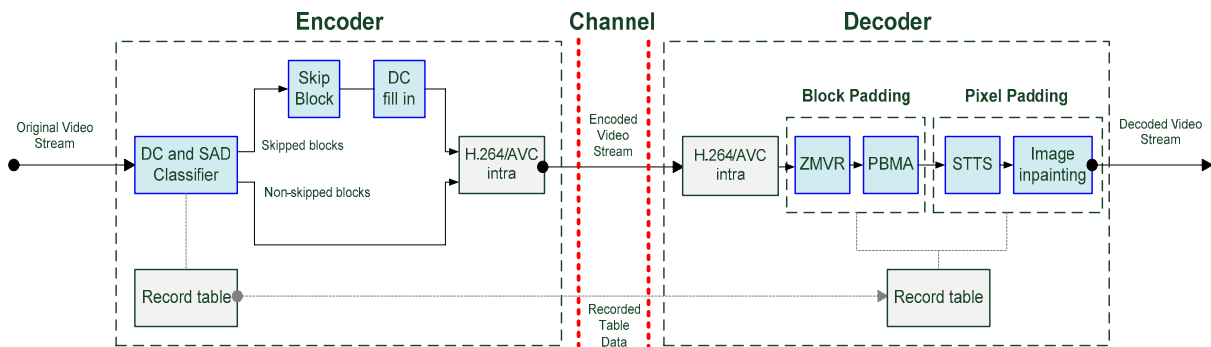 Encoder
Channel
Decoder
Original Video
Stream
DC and SAD
Classifier
Skip
Block
DC
fill in
Skipped blocks
Non-skipped blocks
H.264/AVC
intra
Record table
Encoded
Video
Stream
Recorded
Table
Data
H.264/AVC
intra
Block Padding
ZMVR
PBMA
Pixel Padding
STTS
Image
inpainting
Record table
Decoded Video
Stream